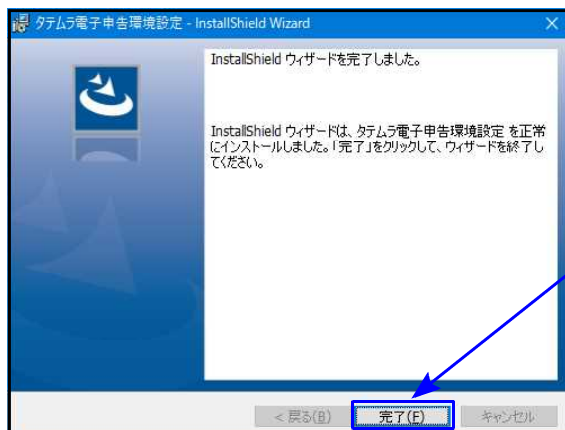 タテムラ電子申告環境設定 - InstallShield Wizard
InstallShield ウィザードを完了しました。
InstallShield ウィザードは、タテムラ電子申告環境設定 を正常
にインストールしました。「完了」をクリックして、ウィザードを終了し
てください。
< 戻る(B) 完了(F) キャンセル